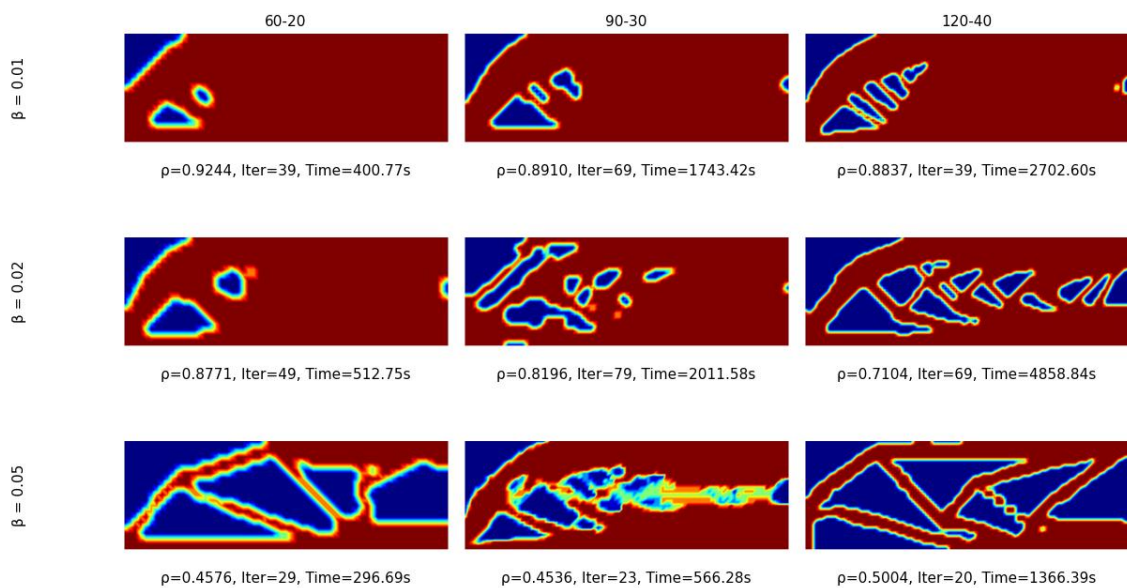 60-20 90-30 120-40
β = 0.01
ρ=0.9244, Iter=39, Time=400.77s ρ=0.8910, Iter=69, Time=1743.42s ρ=0.8837, Iter=39, Time=2702.60s
β = 0.02
ρ=0.8771, Iter=49, Time=512.75s ρ=0.8196, Iter=79, Time=2011.58s ρ=0.7104, Iter=69, Time=4858.84s
β = 0.05
ρ=0.4576, Iter=29, Time=296.69s ρ=0.4536, Iter=23, Time=566.28s ρ=0.5004, Iter=20, Time=1366.39s